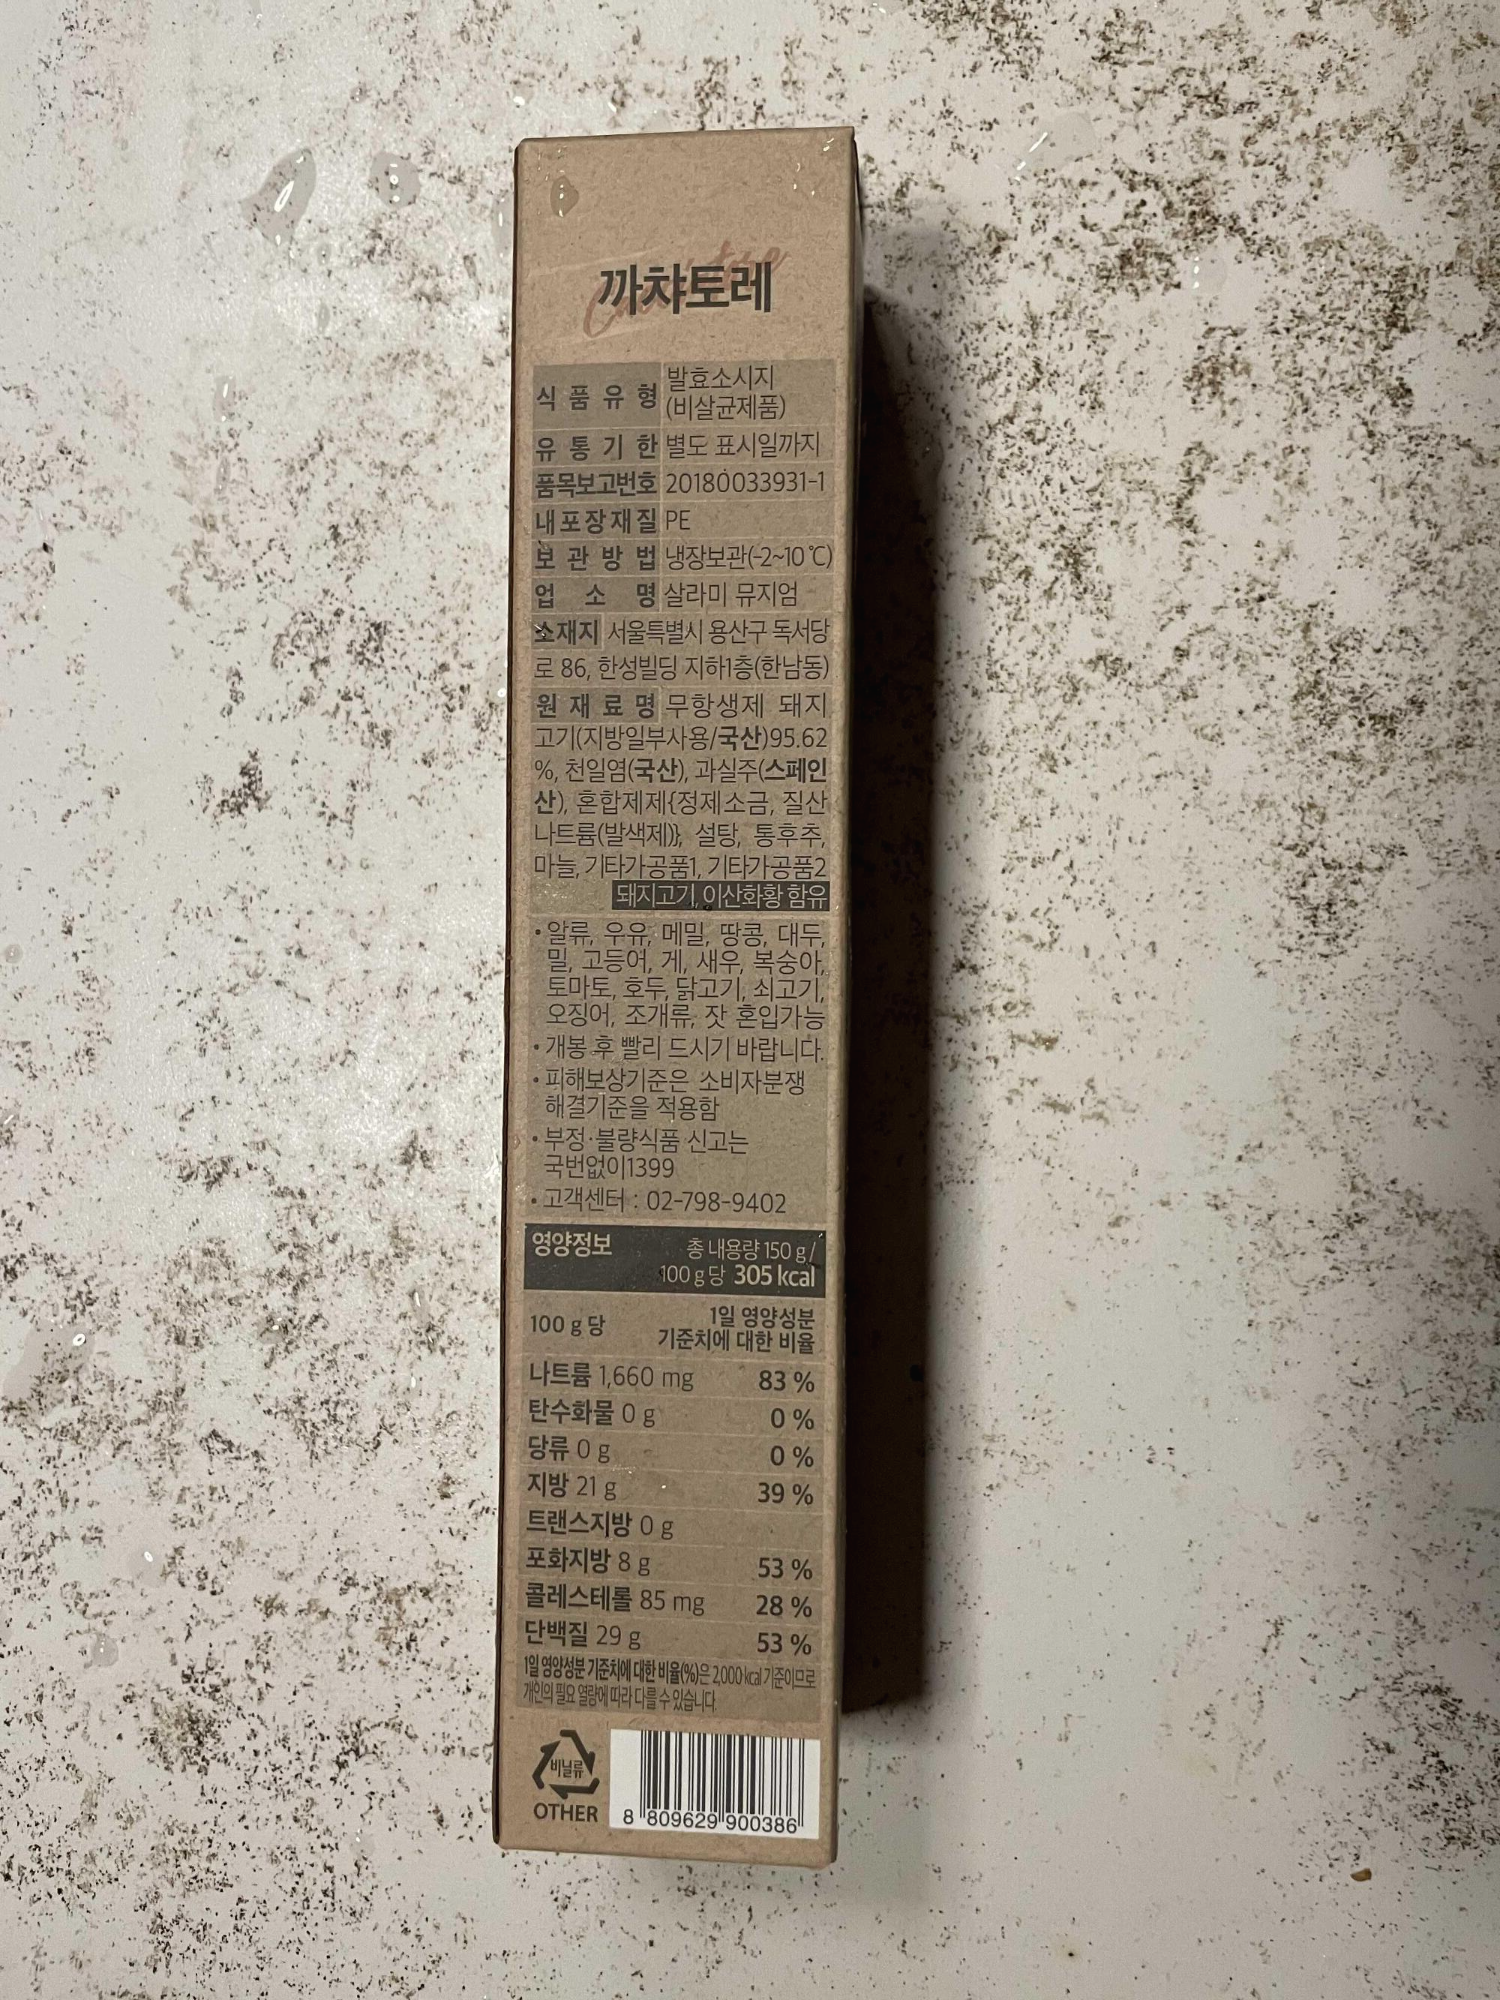 까챠토레
식품유형 발효소시지
(비살균제품)
유통기한 별도 표시일까지
품목보고번호 20180033931-1
내포장재질 PE
보관방법 냉장보관(-2~10℃)
업소명 살라미 뮤지엄
소재지 서울특별시 용산구 독서당
로 86, 한성빌딩 지하1층(한남동)
원재료명 무항생제 돼지
고기(지방일부사용/국산)95.62
%, 천일염(국산), 과실주(스페인
산), 혼합제제{정제소금, 질산
나트륨(발색제)}, 설탕, 통후추,
마늘, 기타가공품1, 기타가공품2
돼지고기, 이산화황 함유
• 알류, 우유, 메밀, 땅콩, 대두,
밀, 고등어, 게, 새우, 복숭아,
토마토, 호두, 닭고기, 쇠고기,
오징어, 조개류, 잣 혼입가능
• 개봉 후 빨리 드시기 바랍니다.
• 피해보상기준은 소비자분쟁
해결기준을 적용함
• 부정·불량식품 신고는
국번없이1399
• 고객센터 : 02-798-9402
영양정보 총 내용량 150 g/
100 g당 305 kcal
100 g당 1일 영양성분
기준치에 대한 비율
나트륨 1,660 mg 83 %
탄수화물 0 g 0 %
당류 0 g 0 %
지방 21 g 39 %
트랜스지방 0 g
포화지방 8 g 53 %
콜레스테롤 85 mg 28 %
단백질 29 g 53 %
1일 영양성분 기준치에 대한 비율(%)은 2,000 kcal 기준이므로
개인의 필요 열량에 따라 다를 수 있습니다.
비닐류
OTHER
8 809629 900386